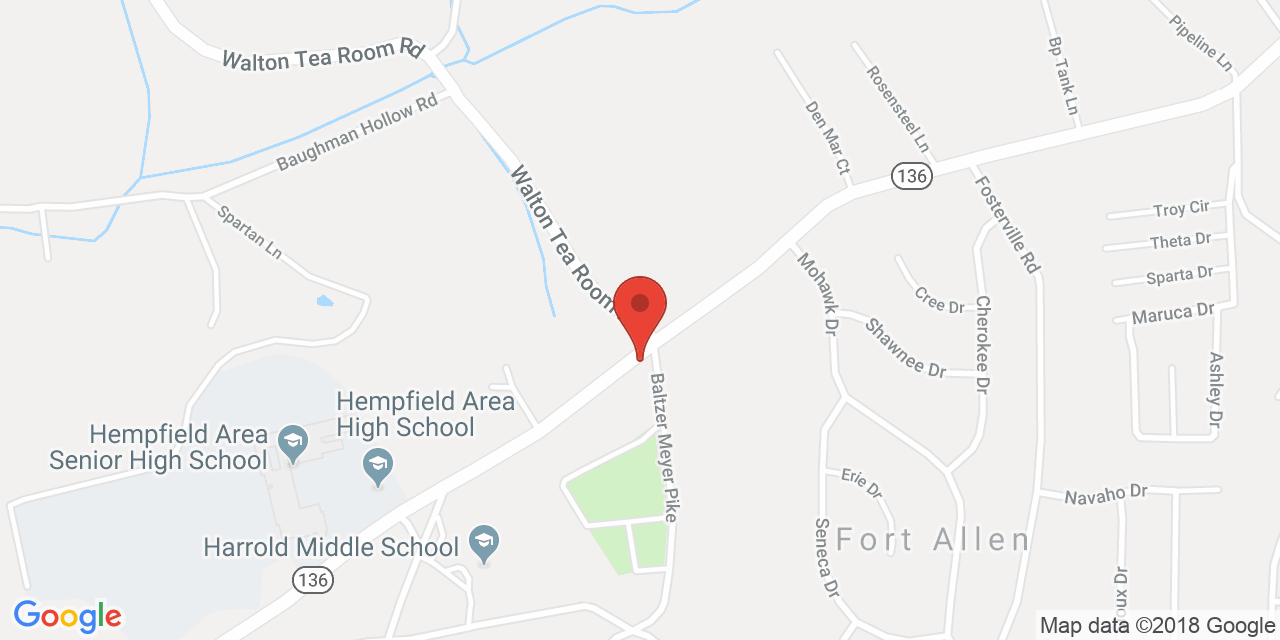 Walton Tea Room Rd
Baughman Hollow Rd
Spartan Ln
Walton Tea Room
Den Mar Ct
Rosensteel Ln
Bp Tank Ln
Pipeline Ln
136
Fosterville Rd
Troy Cir
Theta Dr
Sparta Dr
Maruca Dr
Ashley Dr
Mohawk Dr
Cree Dr
Cherokee Dr
Shawnee Dr
Baltzer Meyer Pike
Hempfield Area
High School
Hempfield Area
Senior High School
Harrold Middle School
136
Erie Dr
Seneca Dr
Fort Allen
Navaho Dr
Google
Map data ©2018 Google